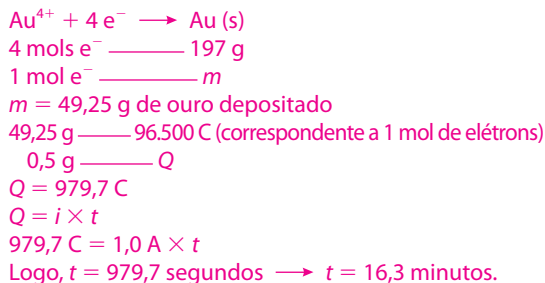 Au⁴⁺ + 4 e⁻ ⟶ Au (s)
4 mols e⁻ ——— 197 g
1 mol e⁻ ——— m
m = 49,25 g de ouro depositado
49,25 g —— 96.500 C (correspondente a 1 mol de elétrons)
0,5 g ——— Q
Q = 979,7 C
Q = i × t
979,7 C = 1,0 A × t
Logo, t = 979,7 segundos ⟶ t = 16,3 minutos.